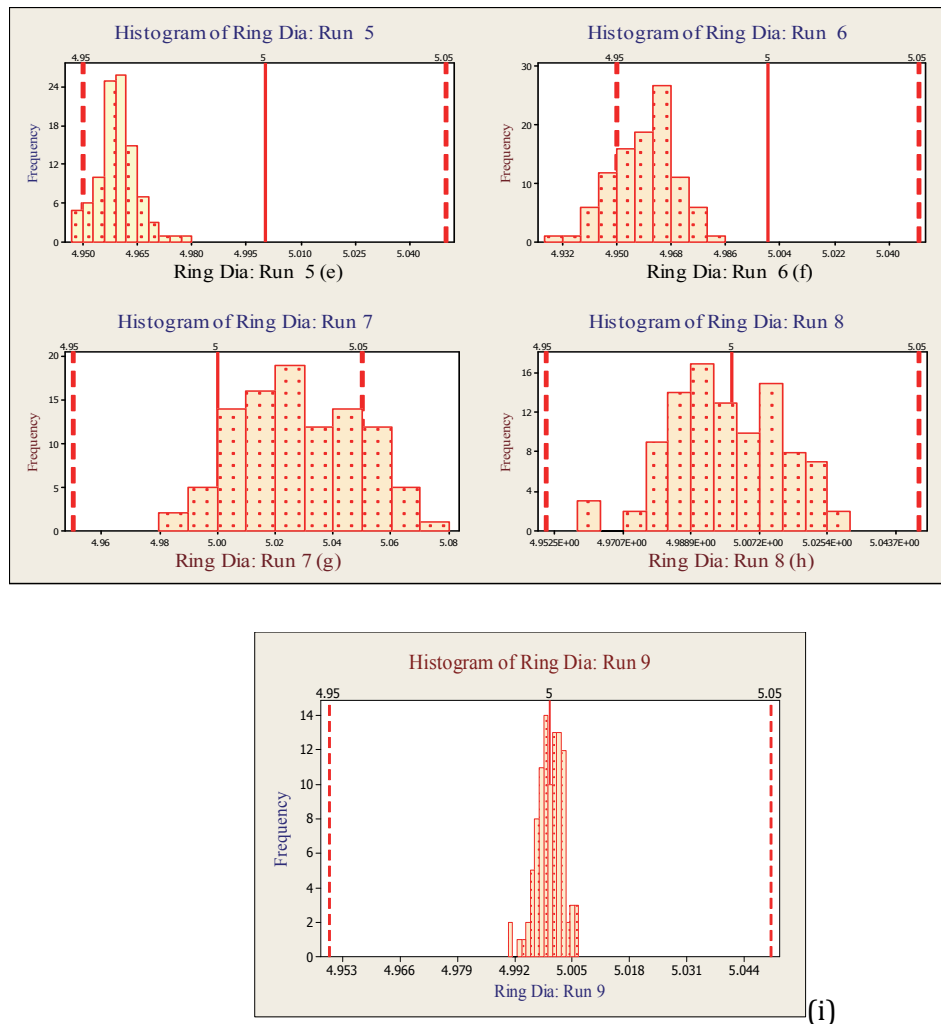 Histogram of Ring Dia: Run 5
4.95 5 5.05
24
18
12
6
0
Frequency
4.950 4.965 4.980 4.995 5.010 5.025 5.040
Ring Dia: Run 5 (e)
Histogram of Ring Dia: Run 6
4.95 5 5.05
30
20
10
0
Frequency
4.932 4.950 4.968 4.986 5.004 5.022 5.040
Ring Dia: Run 6 (f)
Histogram of Ring Dia: Run 7
4.95 5 5.05
20
15
10
5
0
Frequency
4.96 4.98 5.00 5.02 5.04 5.06 5.08
Ring Dia: Run 7 (g)
Histogram of Ring Dia: Run 8
4.95 5 5.05
16
12
8
4
0
Frequency
4.9525E+00 4.9707E+00 4.9889E+00 5.0072E+00 5.0254E+00 5.0437E+00
Ring Dia: Run 8 (h)
Histogram of Ring Dia: Run 9
4.95 5 5.05
14
12
10
8
6
4
2
0
Frequency
4.953 4.966 4.979 4.992 5.005 5.018 5.031 5.044
Ring Dia: Run 9
(i)